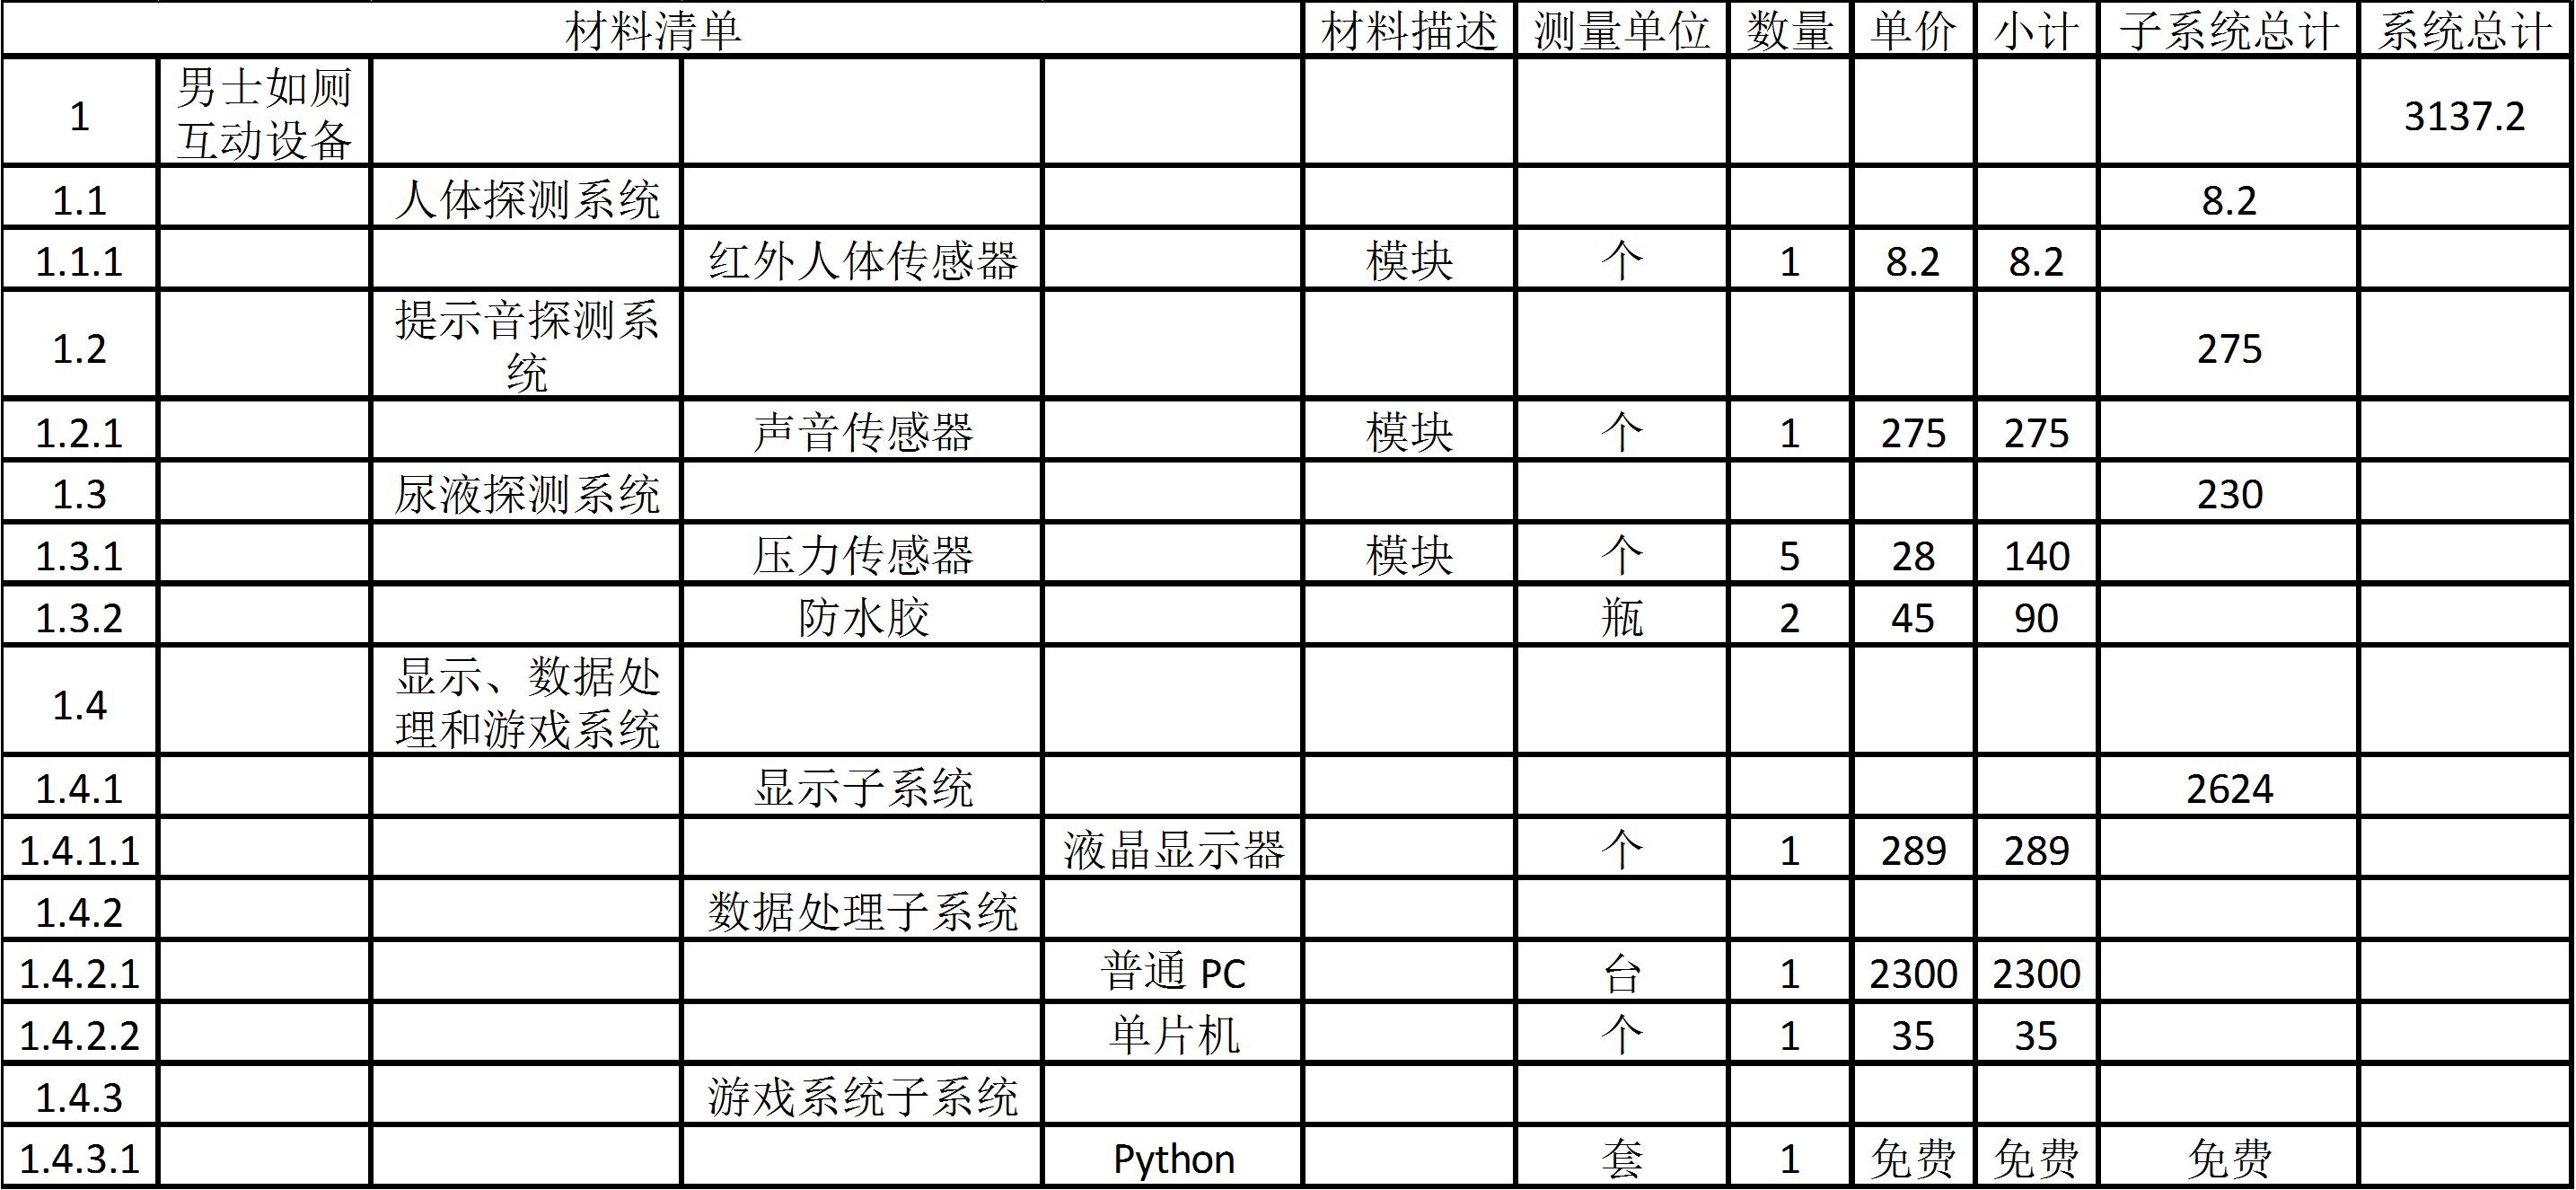 材料清单 材料描述 测量单位 数量 单价 小计 子系统总计 系统总计
1 男士如厕互动设备 3137.2
1.1 人体探测系统 8.2
1.1.1 红外人体传感器 模块 个 1 8.2 8.2
1.2 提示音探测系统 275
1.2.1 声音传感器 模块 个 1 275 275
1.3 尿液探测系统 230
1.3.1 压力传感器 模块 个 5 28 140
1.3.2 防水胶 瓶 2 45 90
1.4 显示、数据处理和游戏系统
1.4.1 显示子系统 2624
1.4.1.1 液晶显示器 个 1 289 289
1.4.2 数据处理子系统
1.4.2.1 普通 PC 台 1 2300 2300
1.4.2.2 单片机 个 1 35 35
1.4.3 游戏系统子系统
1.4.3.1 Python 套 1 免费 免费 免费